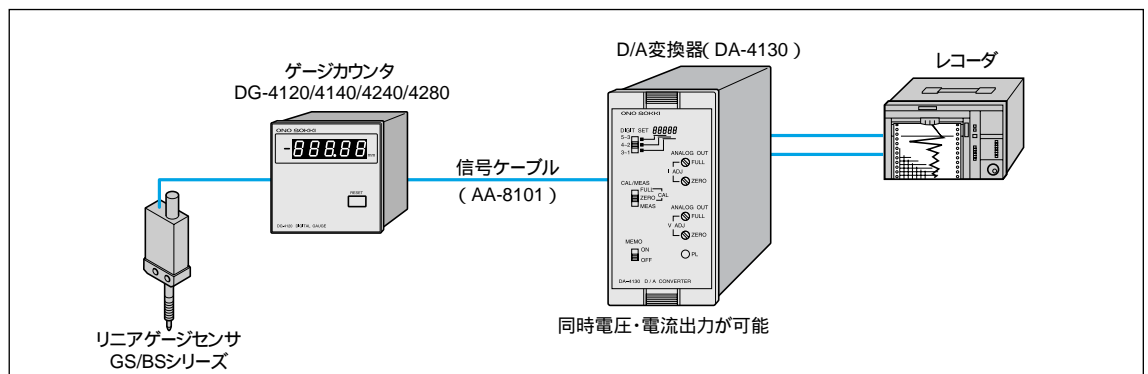 ゲージカウンタ
DG-4120/4140/4240/4280
ONO SOKKI
-888.88 mm
RESET
DG-4120 DIGITAL GAUGE
信号ケーブル
(AA-8101)
リニアゲージセンサ
GS/BSシリーズ
D/A変換器(DA-4130)
ONO SOKKI
DIGIT SET 88888
5-3
4-2
3-1
ANALOG OUT
FULL
I ADJ
ZERO
CAL/MEAS
FULL
ZERO CAL
MEAS
ANALOG OUT
FULL
V ADJ
ZERO
MEMO
ON
OFF
PL
DA-4130 D/A CONVERTER
同時電圧・電流出力が可能
レコーダ